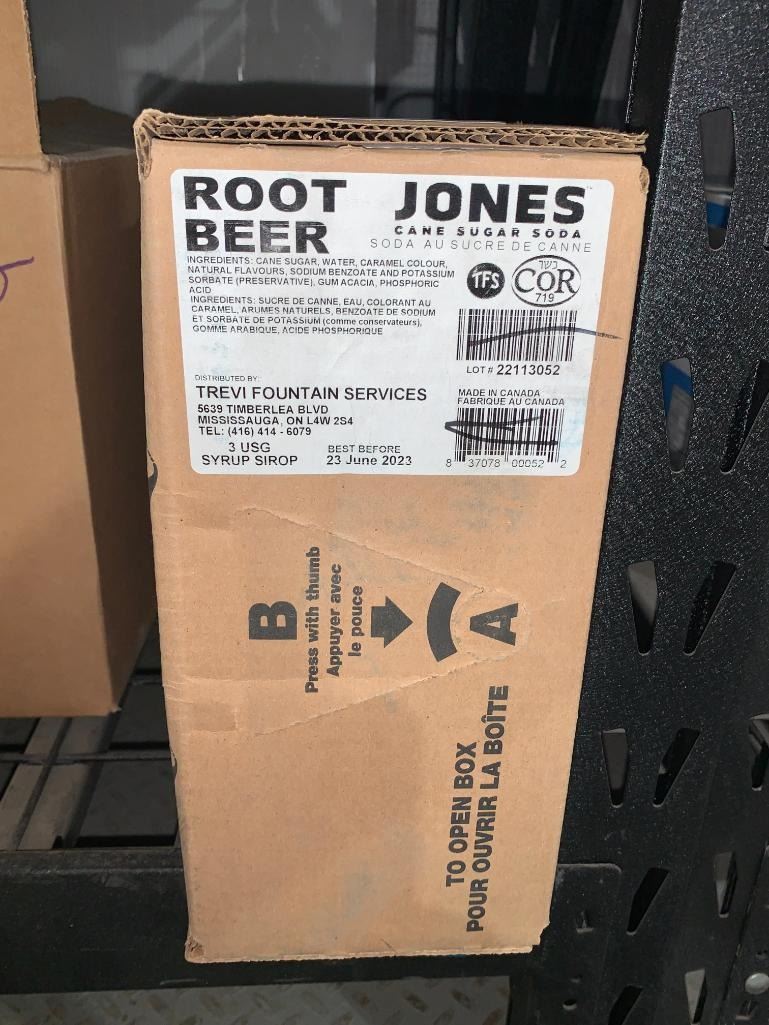 ROOT
BEER
JONES
CANE SUGAR SODA
SODA AU SUCRE DE CANNE
INGREDIENTS: CANE SUGAR, WATER, CARAMEL COLOUR,
NATURAL FLAVOURS, SODIUM BENZOATE AND POTASSIUM
SORBATE (PRESERVATIVE), GUM ACACIA, PHOSPHORIC
ACID
INGREDIENTS: SUCRE DE CANNE, EAU, COLORANT AU
CARAMEL, ARUMES NATURELS, BENZOATE DE SODIUM
ET SORBATE DE POTASSIUM (comme conservateurs),
GOMME ARABIQUE, ACIDE PHOSPHORIQUE
TFS
כשר
COR
719
LOT # 22113052
DISTRIBUTED BY:
TREVI FOUNTAIN SERVICES
5639 TIMBERLEA BLVD
MISSISSAUGA, ON L4W 2S4
TEL: (416) 414 - 6079
3 USG
SYRUP SIROP
BEST BEFORE
23 June 2023
MADE IN CANADA
FABRIQUE AU CANADA
8 37078 00052 2
B
Press with thumb
Appuyer avec
le pouce
A
TO OPEN BOX
POUR OUVRIR LA BOÎTE